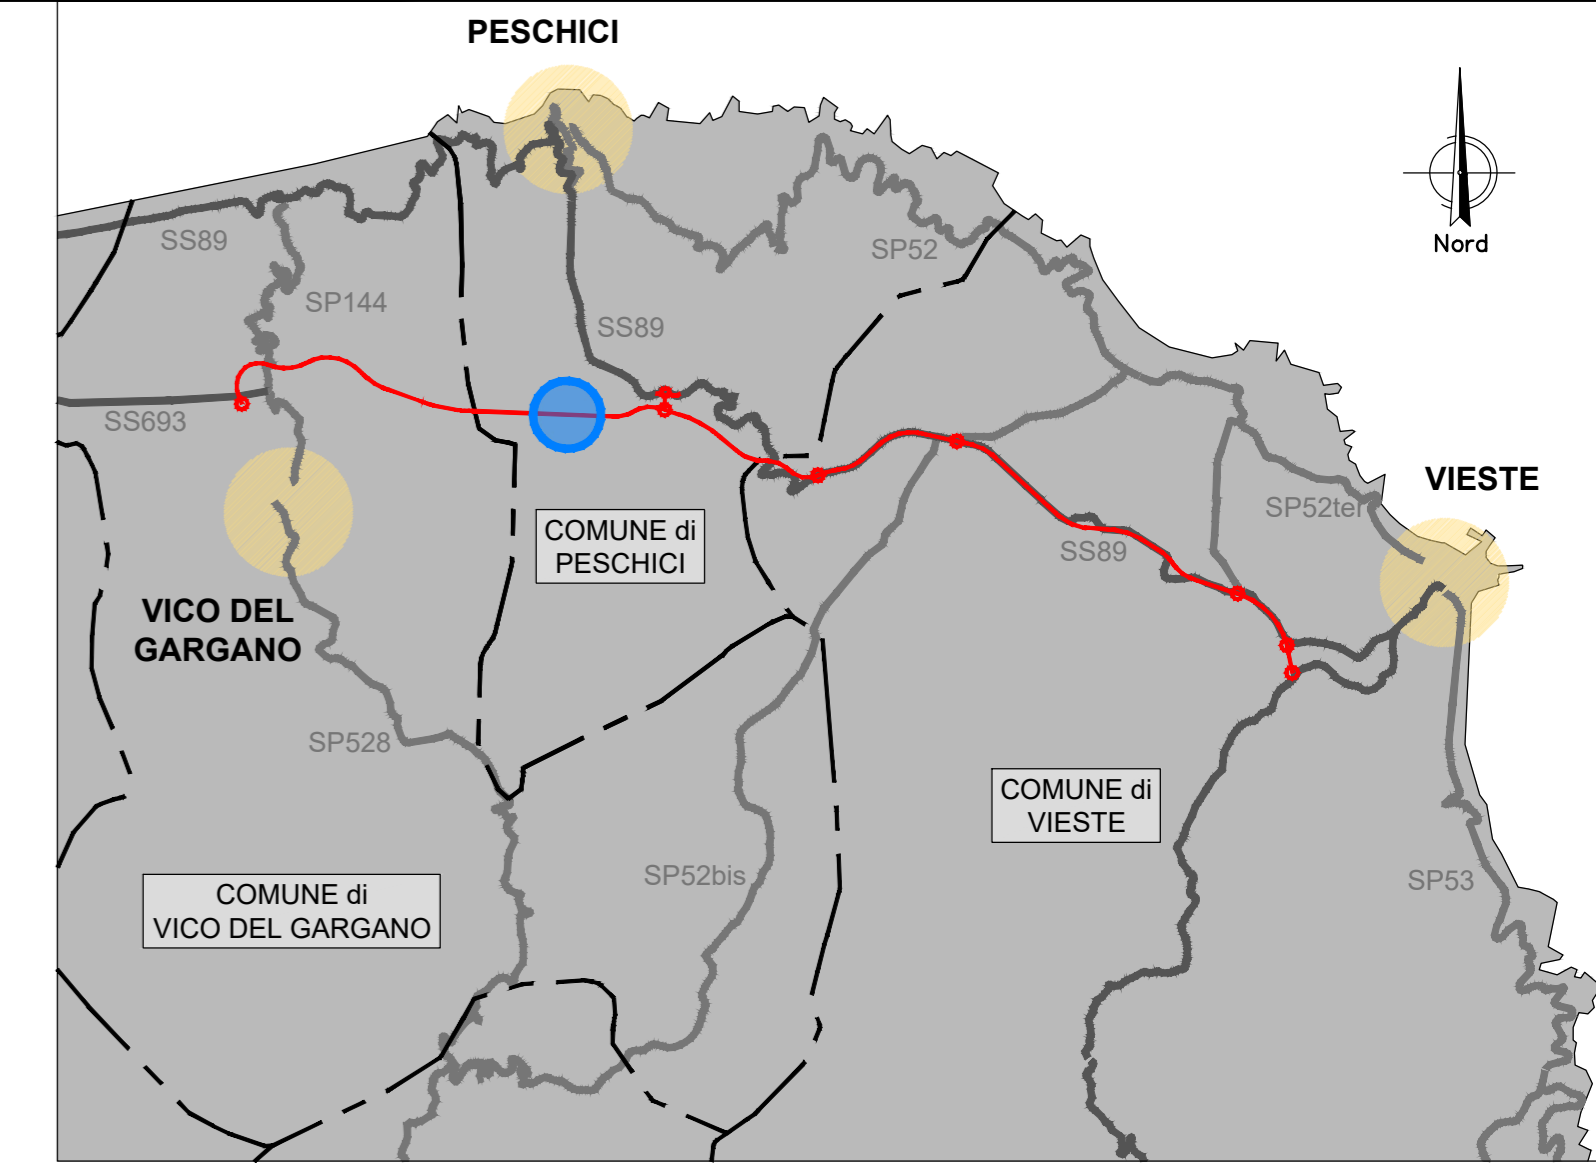 PESCHICI
Nord
SS89
SP52
SP144
SS89
SS693
VIESTE
SP52ter
COMUNE di
PESCHICI
SS89
VICO DEL
GARGANO
SP528
COMUNE di
VIESTE
SP52bis
SP53
COMUNE di
VICO DEL GARGANO